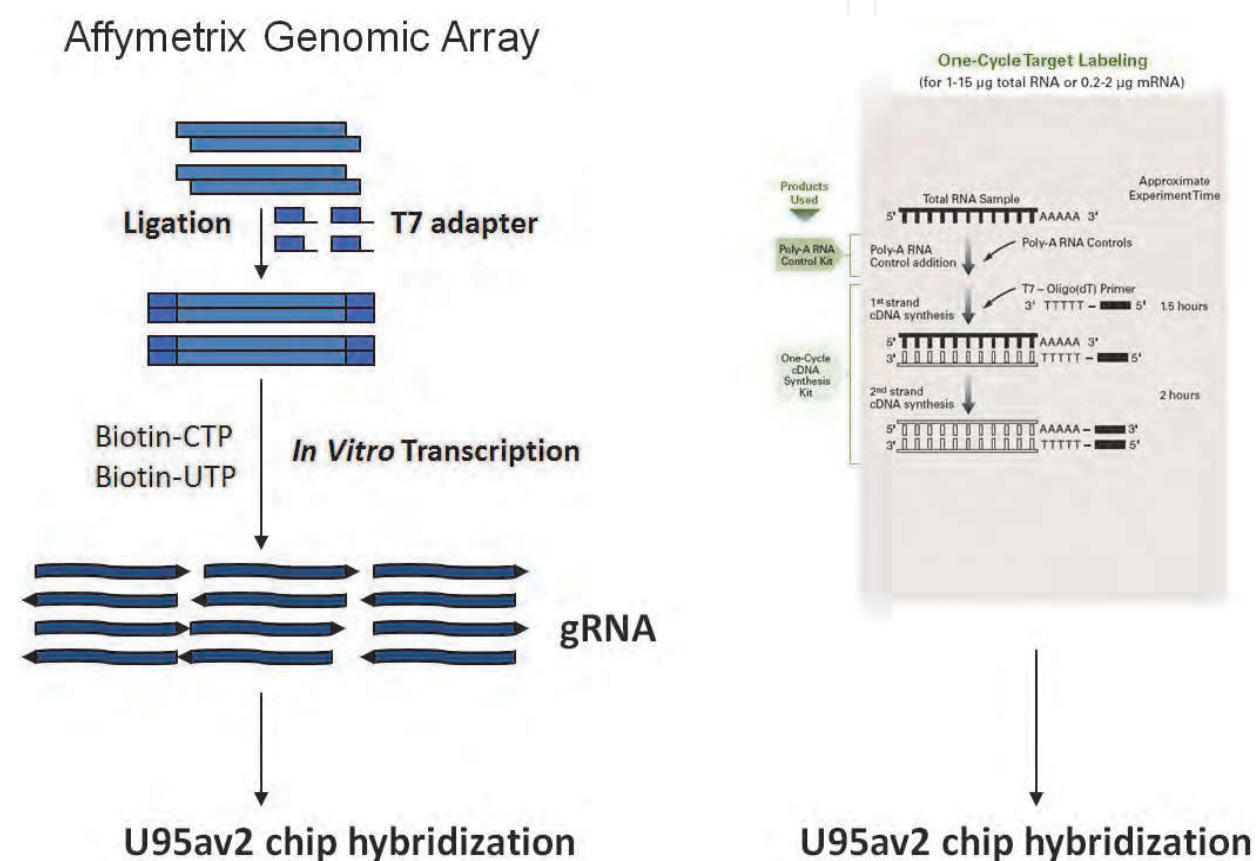 Affymetrix Genomic Array
Ligation
T7 adapter
Biotin-CTP
Biotin-UTP
In Vitro Transcription
gRNA
U95av2 chip hybridization
One-Cycle Target Labeling
(for 1-15 µg total RNA or 0.2-2 µg mRNA)
Products
Used
Approximate
Experiment Time
Total RNA Sample
5' AAAAA 3'
Poly-A RNA
Control Kit
Poly-A RNA
Control addition
Poly-A RNA Controls
T7 – Oligo(dT) Primer
3' TTTTT – 5'
1.5 hours
1st strand
cDNA synthesis
5' AAAAA 3'
3' TTTTT – 5'
One-Cycle
cDNA
Synthesis
Kit
2nd strand
cDNA synthesis
2 hours
5' AAAAA – 3'
3' TTTTT – 5'
U95av2 chip hybridization